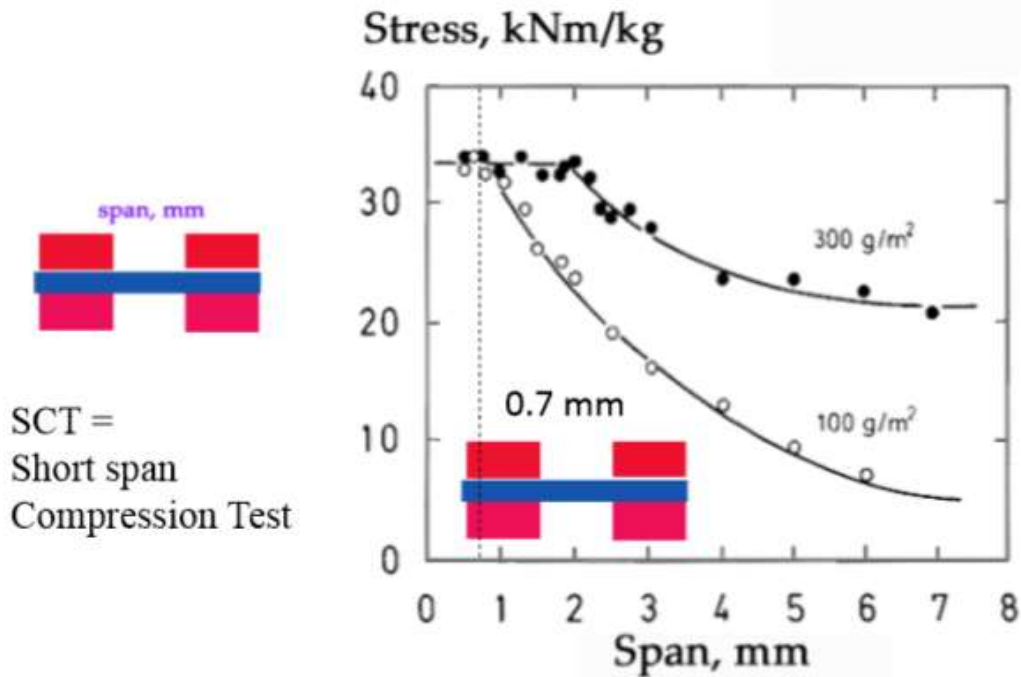 Stress, kNm/kg
40
30
20
10
0
300 g/m²
100 g/m²
0.7 mm
0 1 2 3 4 5 6 7 8
Span, mm
span, mm
SCT =
Short span
Compression Test